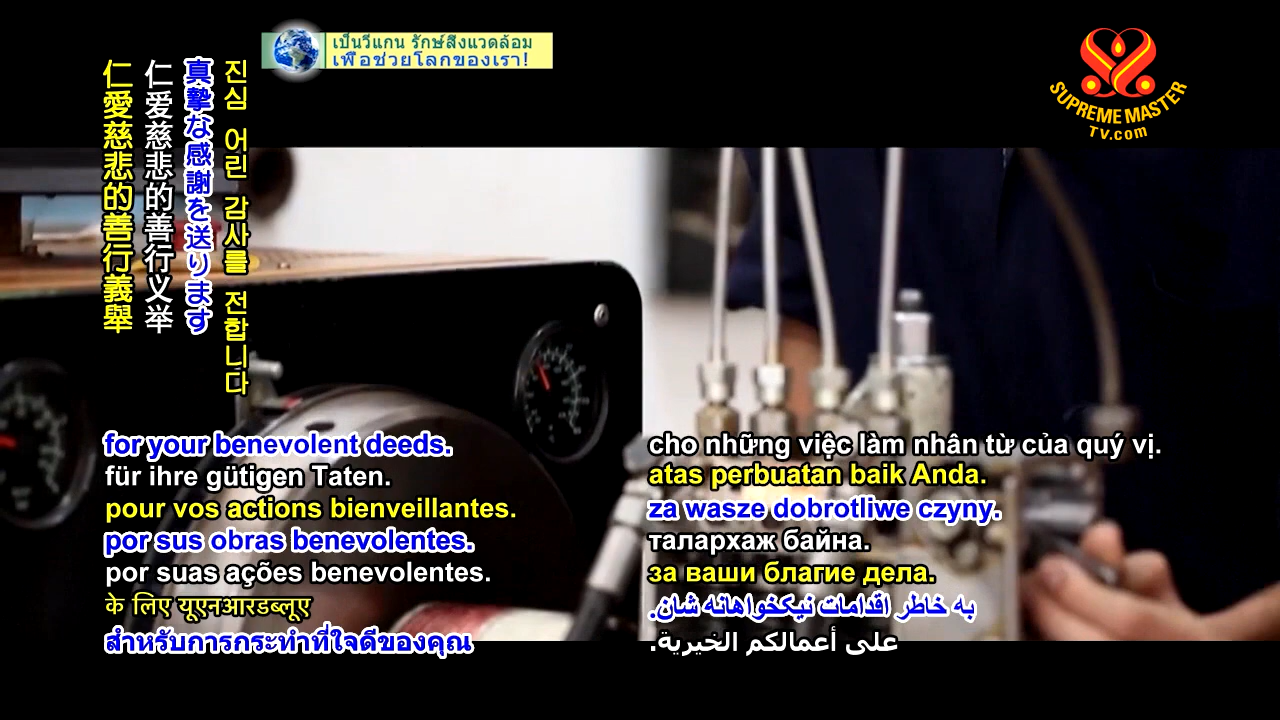 เป็นวีแกน รักษ์สิ่งแวดล้อม
เพื่อช่วยโลกของเรา!
SUPREME MASTER
TV.com
진심 어린 감사를 전합니다
真摯な感謝を送ります
仁爱慈悲的善行义举
仁愛慈悲的善行義舉
for your benevolent deeds.
für ihre gütigen Taten.
pour vos actions bienveillantes.
por sus obras benevolentes.
por suas ações benevolentes.
के लिए यूएनआरडब्लूए
สำหรับการกระทำที่ใจดีของคุณ
cho những việc làm nhân từ của quý vị.
atas perbuatan baik Anda.
za wasze dobrotliwe czyny.
талархаж байна.
за ваши благие дела.
به خاطر اقدامات نیکخواهانه شان.
على أعمالكم الخيرية.